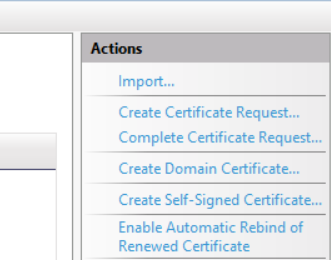 Actions
Import...
Create Certificate Request...
Complete Certificate Request...
Create Domain Certificate...
Create Self-Signed Certificate...
Enable Automatic Rebind of
Renewed Certificate